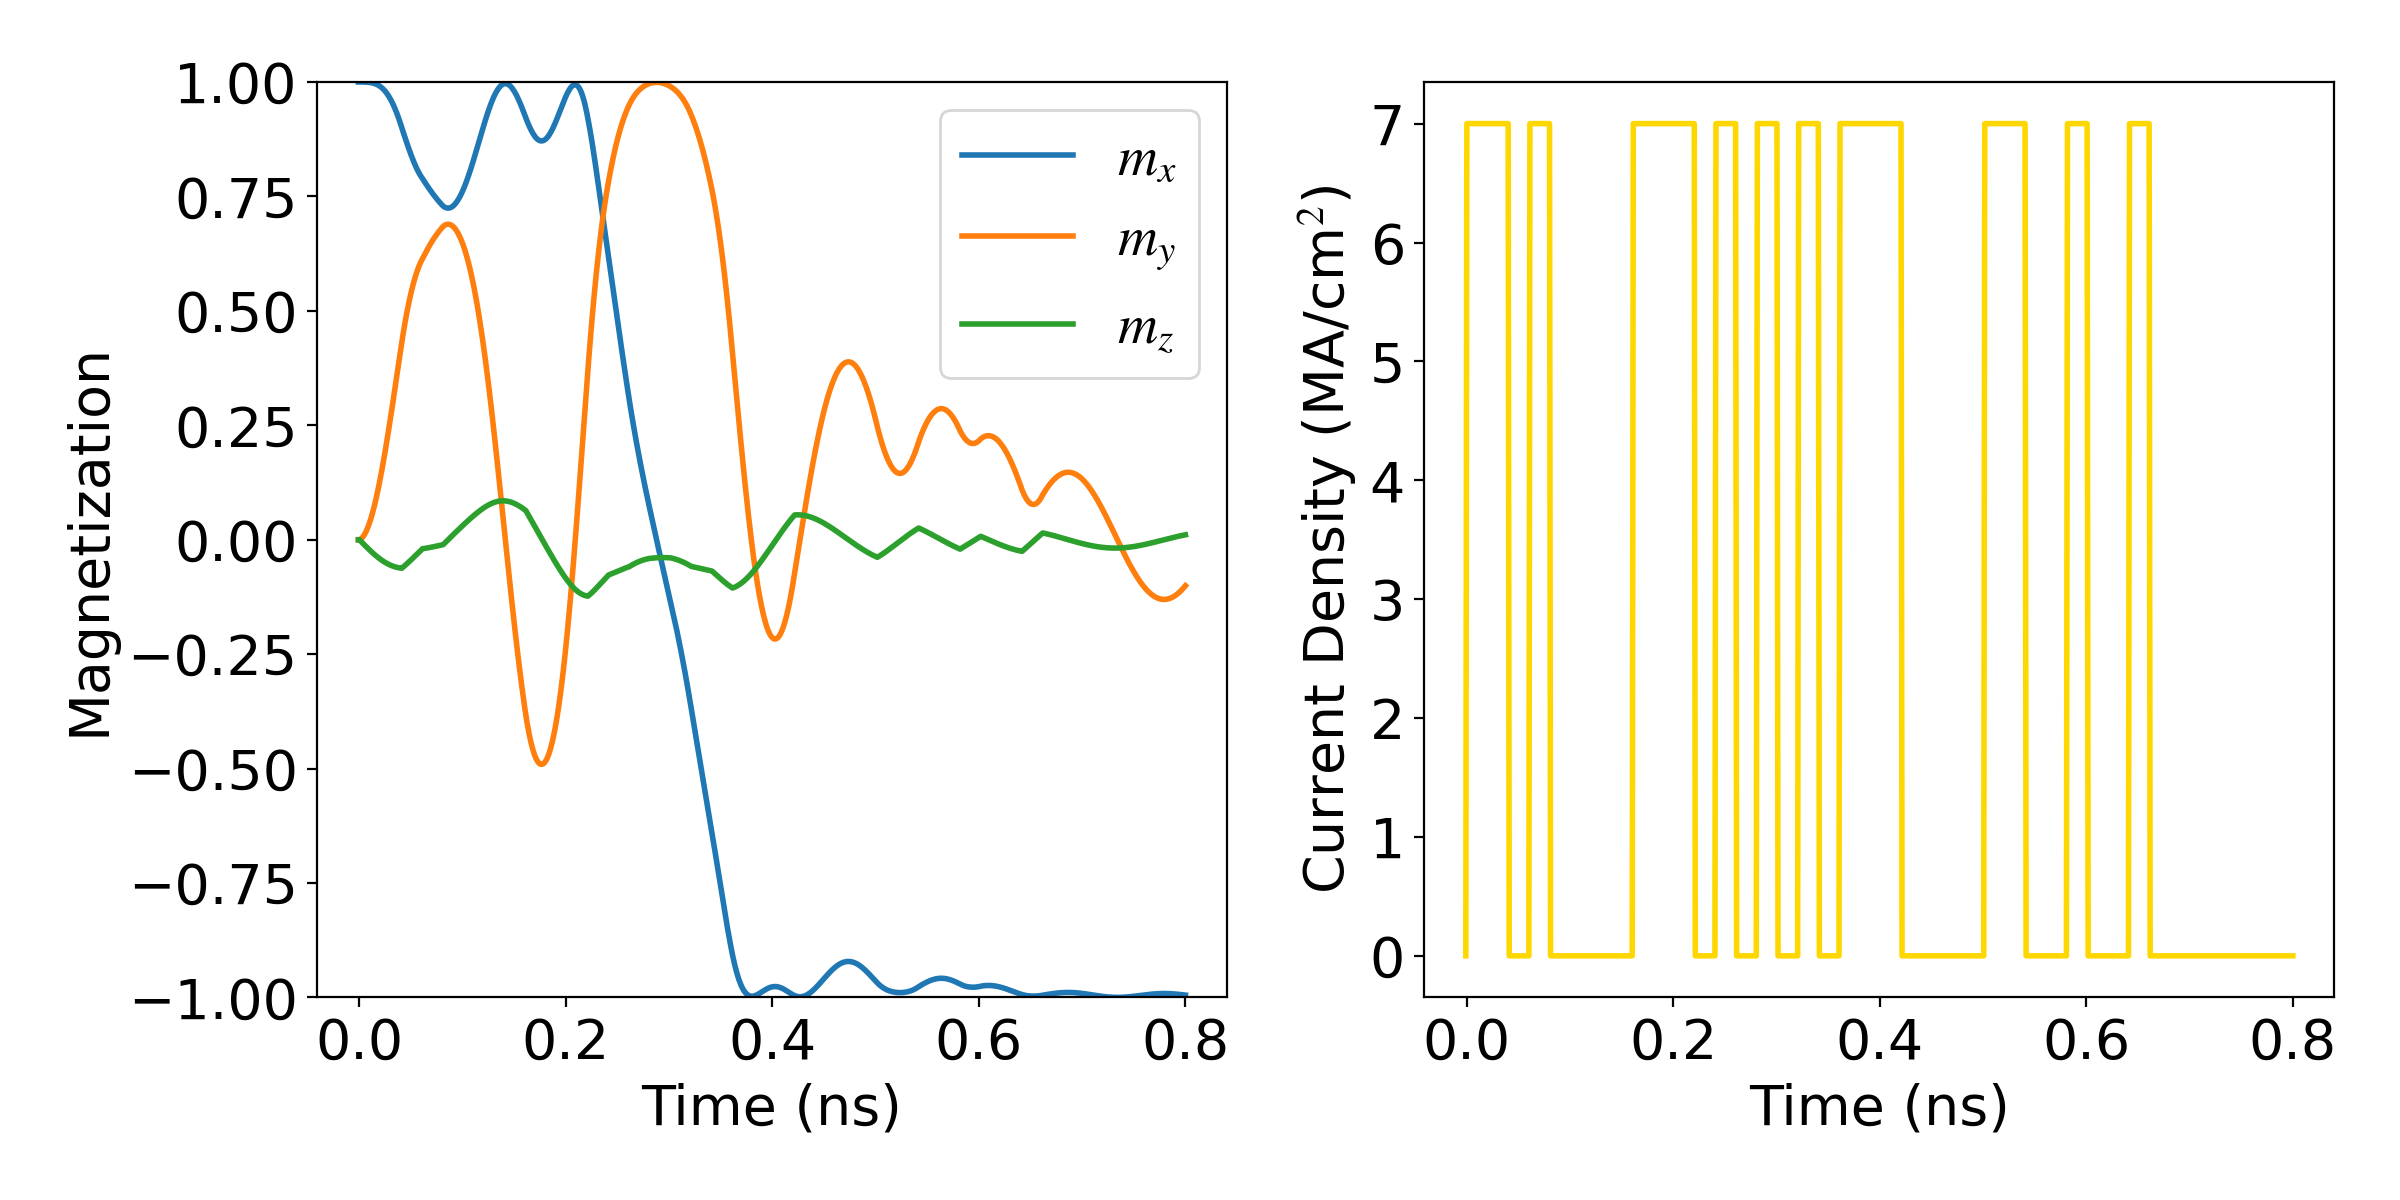 Magnetization
1.00
0.75
0.50
0.25
0.00
−0.25
−0.50
−0.75
−1.00
0.0 0.2 0.4 0.6 0.8
Time (ns)
mₓ
m_y
m_z
Current Density (MA/cm²)
7
6
5
4
3
2
1
0
0.0 0.2 0.4 0.6 0.8
Time (ns)